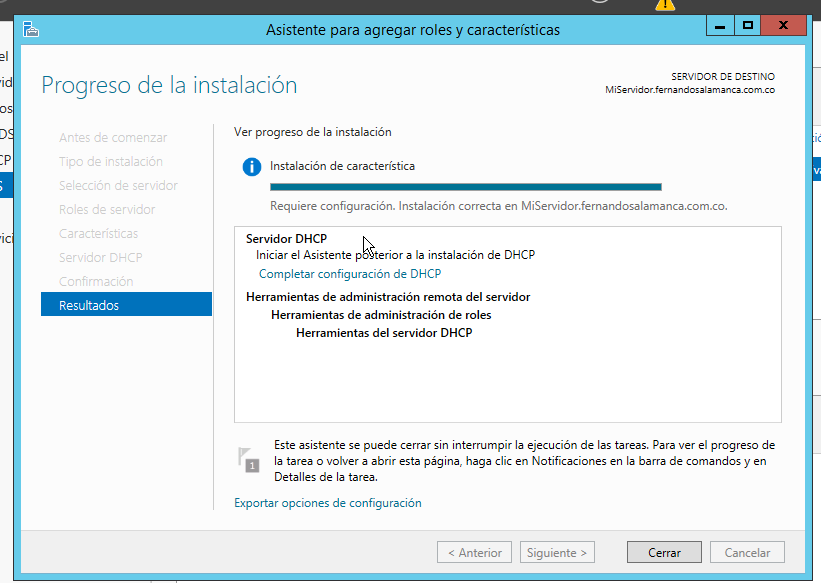 Asistente para agregar roles y características
Progreso de la instalación
SERVIDOR DE DESTINO
MiServidor.fernandosalamanca.com.co
Antes de comenzar
Tipo de instalación
Selección de servidor
Roles de servidor
Características
Servidor DHCP
Confirmación
Resultados
Ver progreso de la instalación
Instalación de característica
Requiere configuración. Instalación correcta en MiServidor.fernandosalamanca.com.co.
Servidor DHCP
Iniciar el Asistente posterior a la instalación de DHCP
Completar configuración de DHCP
Herramientas de administración remota del servidor
Herramientas de administración de roles
Herramientas del servidor DHCP
1
Este asistente se puede cerrar sin interrumpir la ejecución de las tareas. Para ver el progreso de
la tarea o volver a abrir esta página, haga clic en Notificaciones en la barra de comandos y en
Detalles de la tarea.
Exportar opciones de configuración
< Anterior
Siguiente >
Cerrar
Cancelar